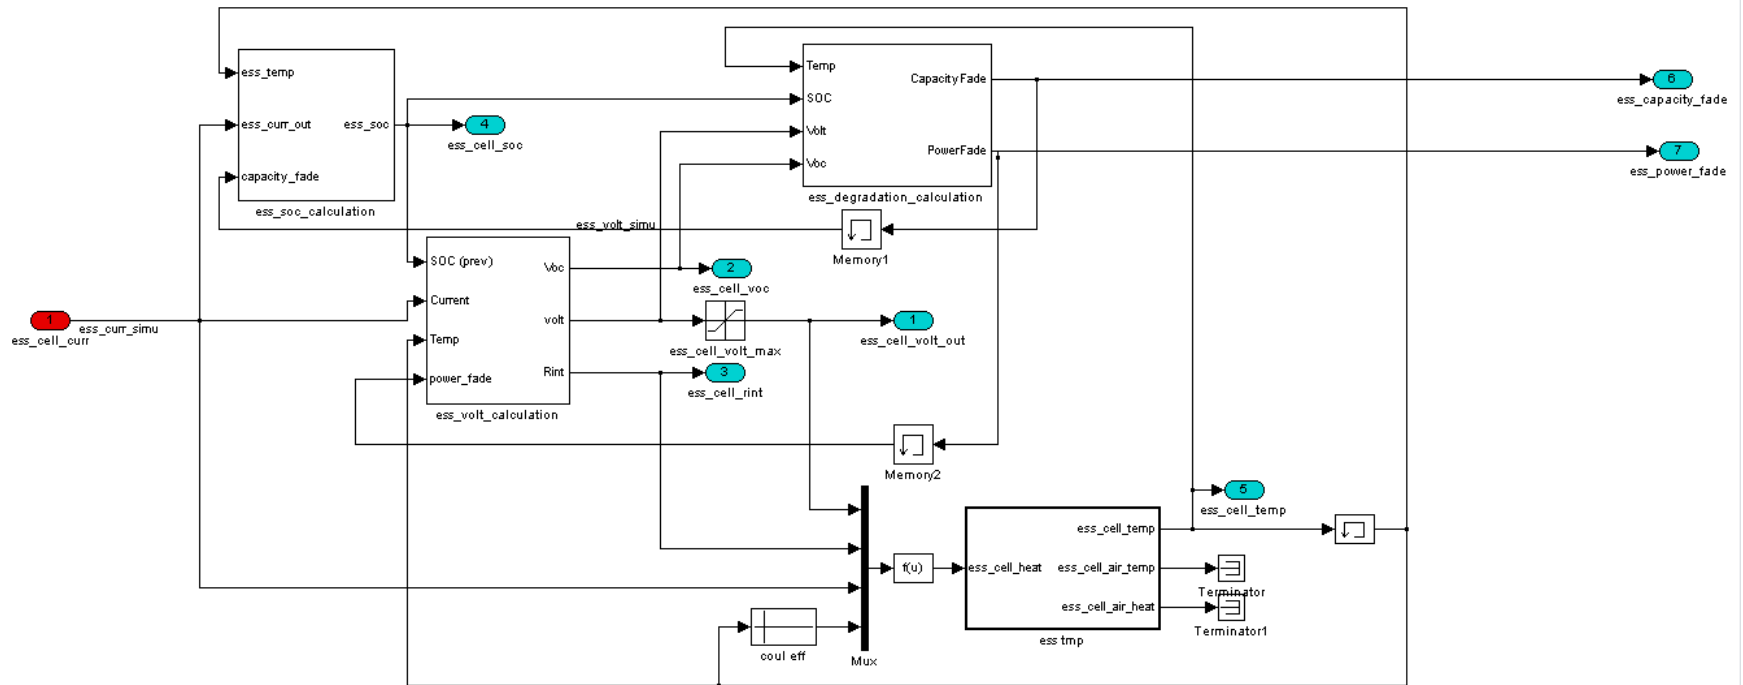 ess_temp
ess_curr_out
capacity_fade
ess_soc
ess_soc_calculation
4
ess_cell_soc
Temp
SOC
Volt
Voc
Capacity Fade
PowerFade
ess_degradation_calculation
6
ess_capacity_fade
7
ess_power_fade
ess_volt_simu
Memory1
SOC (prev)
Current
Temp
power_fade
Voc
volt
Rint
ess_volt_calculation
2
ess_cell_voc
ess_cell_volt_max
1
ess_cell_volt_out
3
ess_cell_rint
1
ess_curr_simu
ess_cell_curr
Memory2
5
ess_cell_temp
f(u)
ess_cell_heat
ess_cell_temp
ess_cell_air_temp
ess_cell_air_heat
ess tmp
Terminator
Terminator1
coul eff
Mux